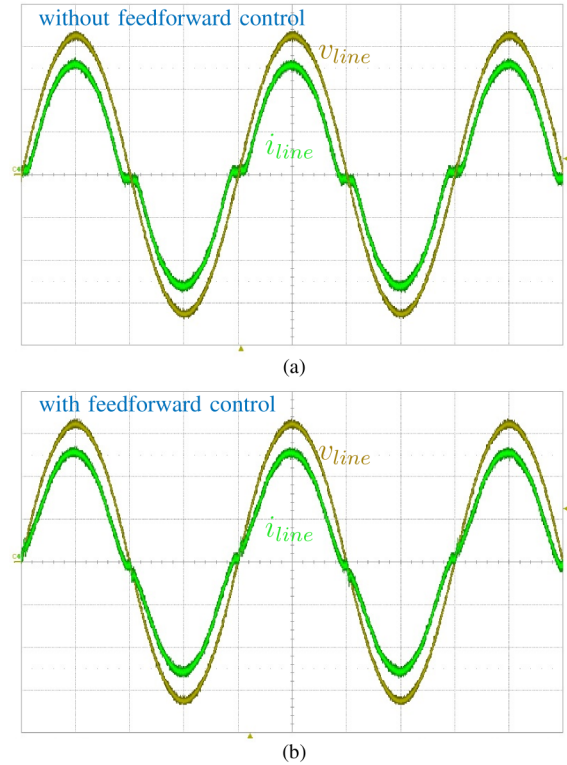 without feedforward control
v_line
i_line
(a)
with feedforward control
v_line
i_line
(b)